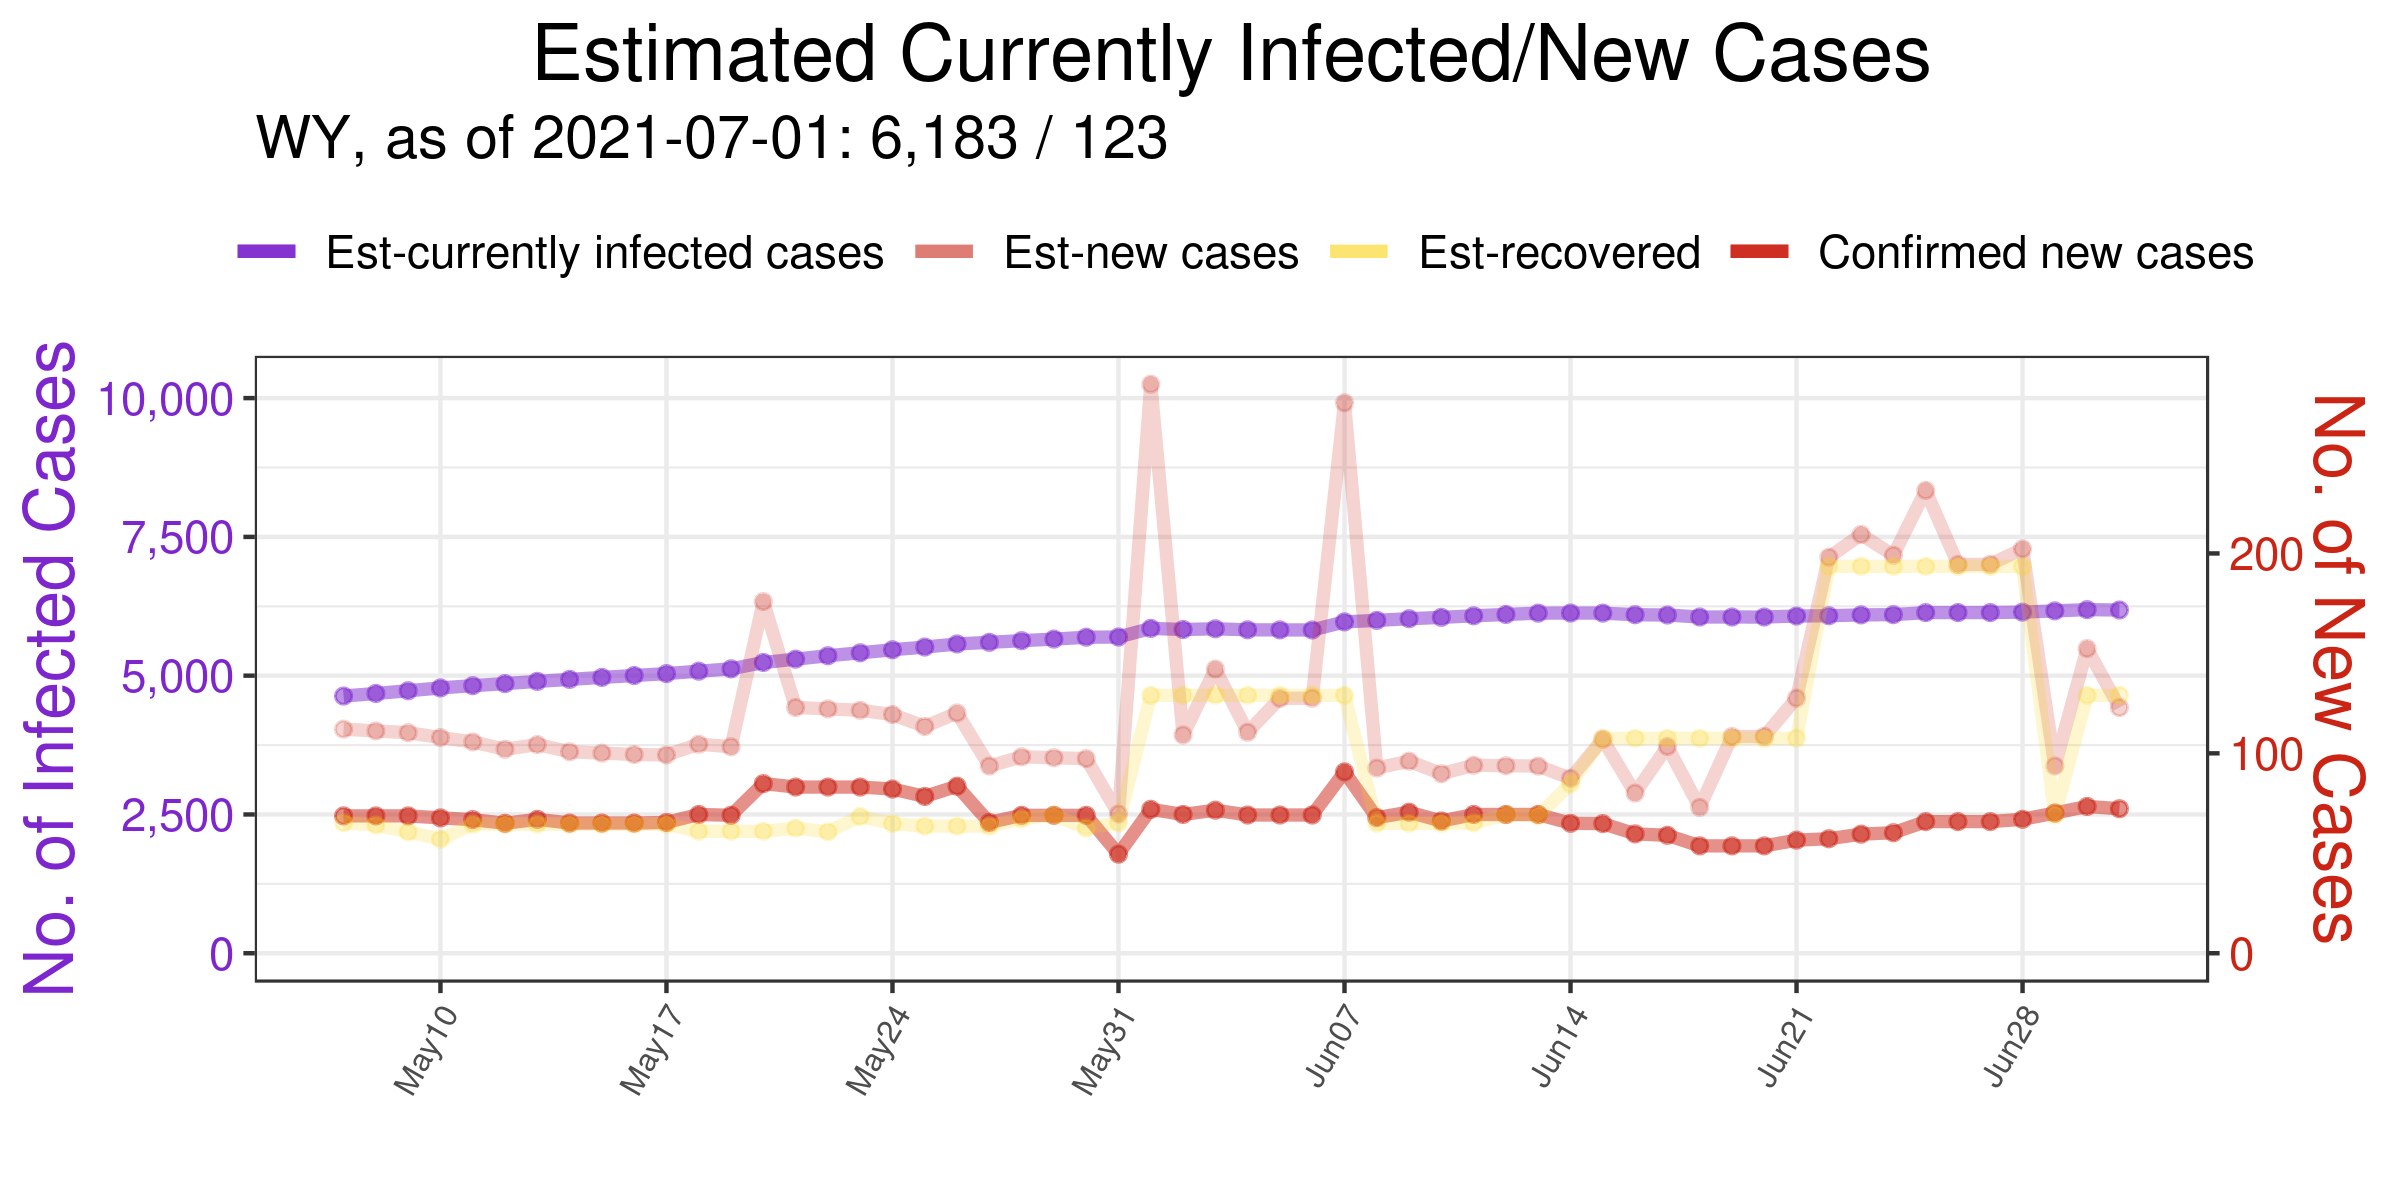 Estimated Currently Infected/New Cases
WY, as of 2021-07-01: 6,183 / 123
Est-currently infected cases Est-new cases Est-recovered Confirmed new cases
No. of Infected Cases
10,000
7,500
5,000
2,500
0
No. of New Cases
200
100
0
May10 May17 May24 May31 Jun07 Jun14 Jun21 Jun28